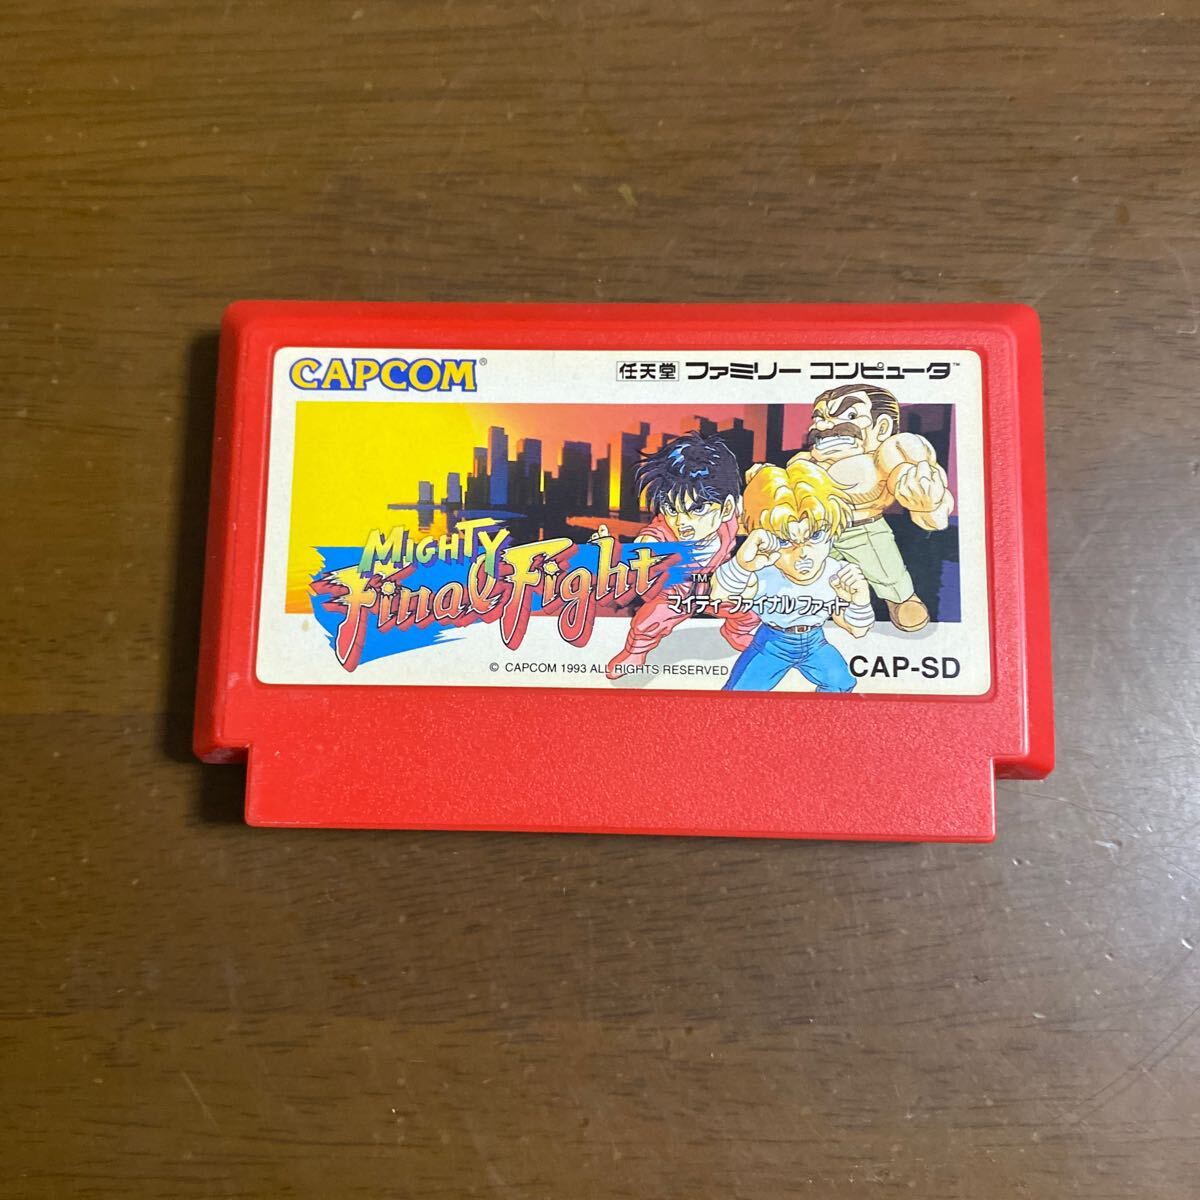 CAPCOM®
任天堂 ファミリー コンピュータ™
MIGHTY
Final Fight™
マイティ ファイナル ファイト
© CAPCOM 1993 ALL RIGHTS RESERVED
CAP-SD